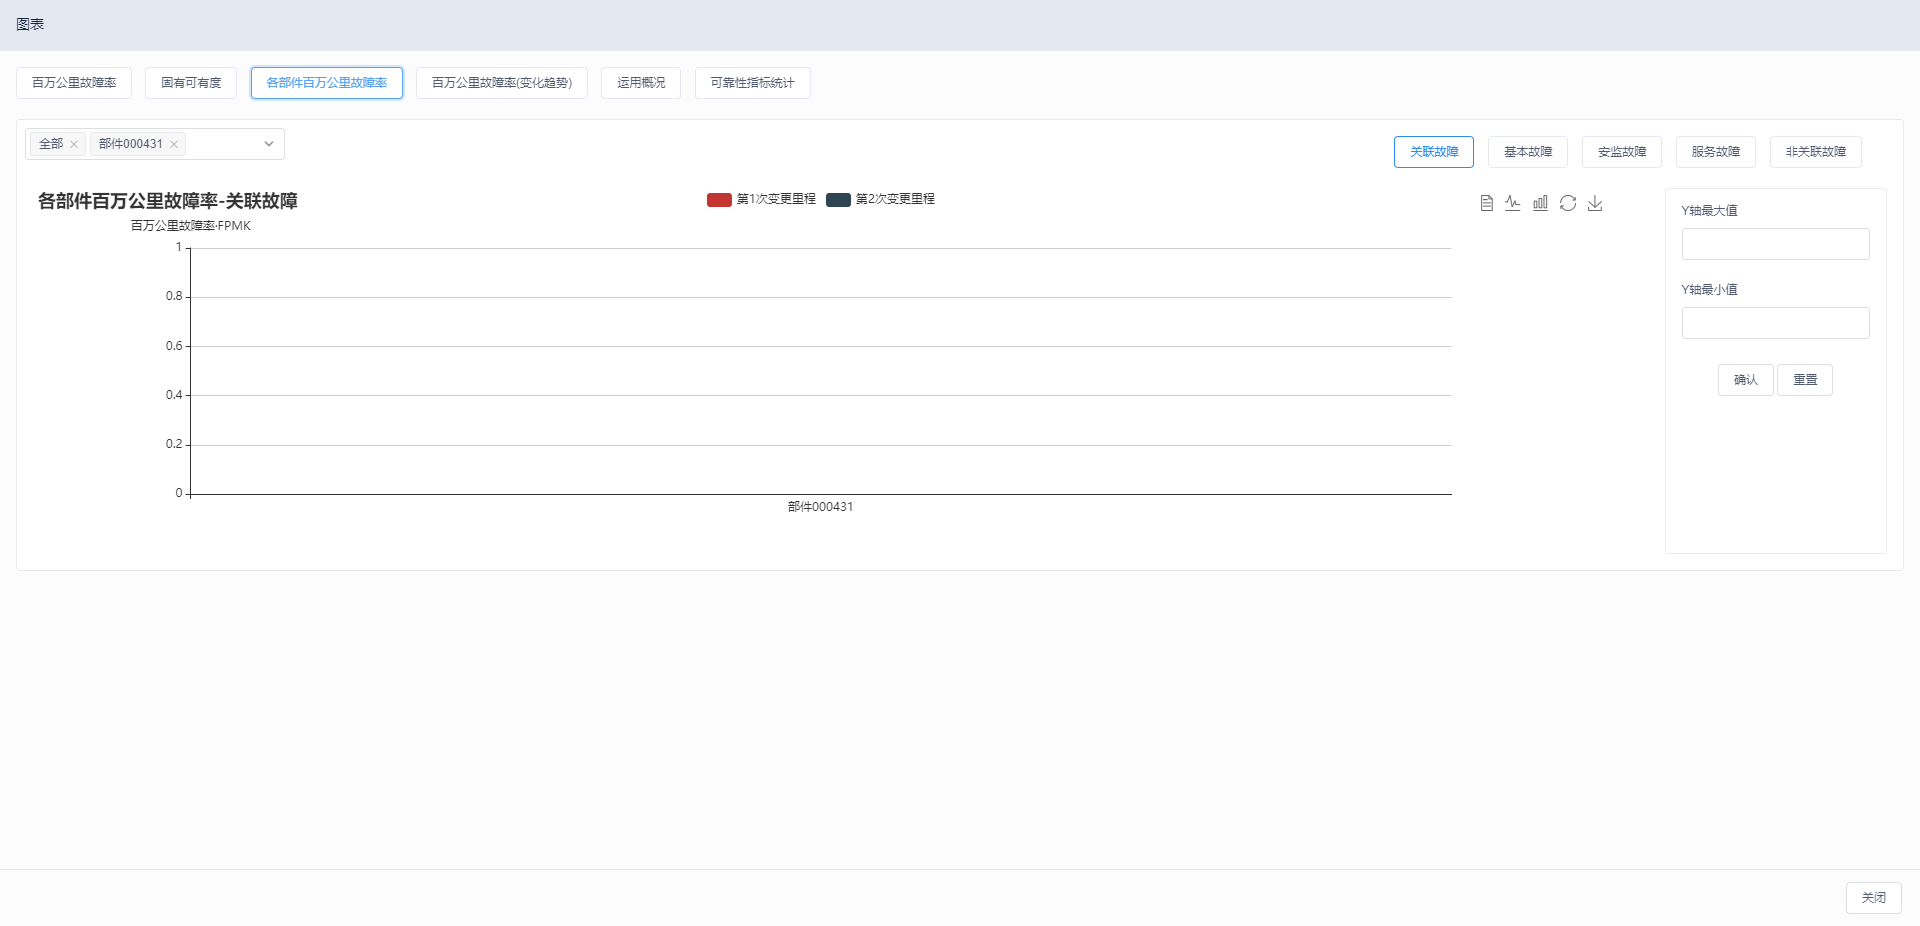 图表
百万公里故障率 固有可有度 各部件百万公里故障率 百万公里故障率(变化趋势) 运用概况 可靠性指标统计
全部 部件000431
关联故障 基本故障 安监故障 服务故障 非关联故障
各部件百万公里故障率-关联故障
第1次变更里程 第2次变更里程
百万公里故障率·FPMK
1
0.8
0.6
0.4
0.2
0
部件000431
Y轴最大值
Y轴最小值
确认 重置
关闭